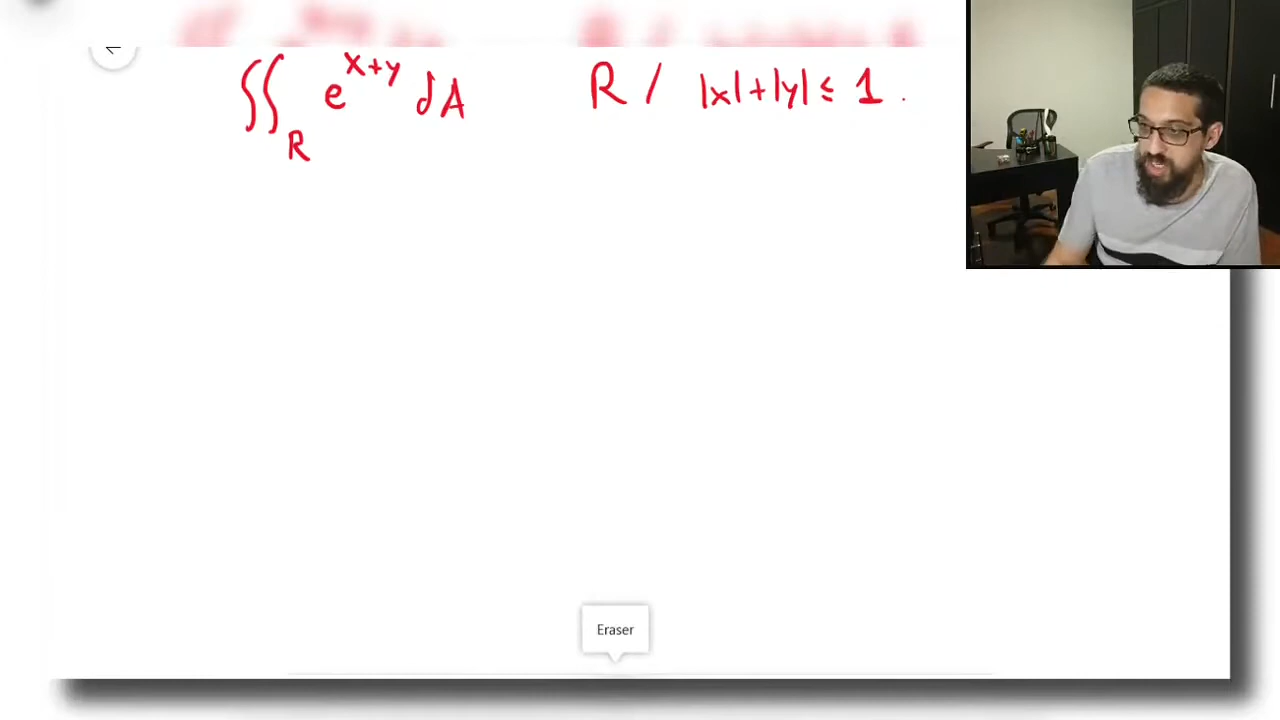 ∬_R e^{x+y} dA R / |x|+|y| ≤ 1.
Eraser